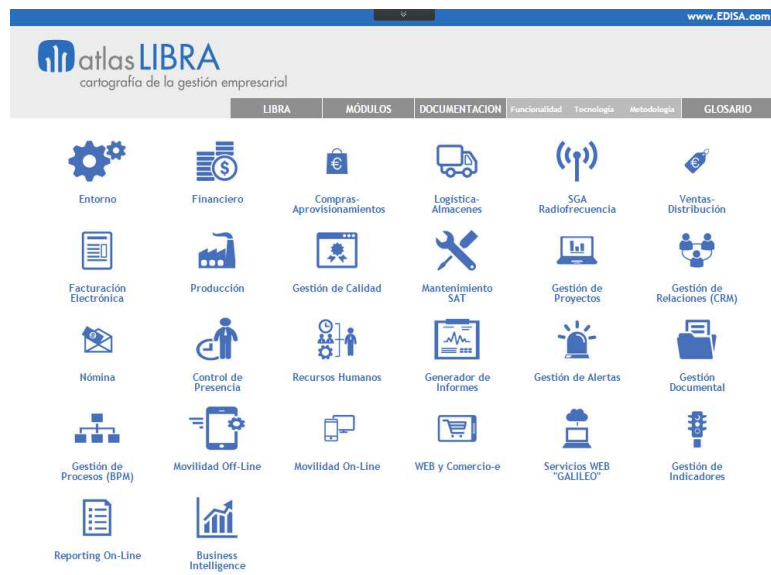 www.EDISA.com
atlas LIBRA
cartografía de la gestión empresarial
LIBRA MÓDULOS DOCUMENTACION Funcionalidad Tecnología Metodología GLOSARIO
Entorno
Financiero
Compras-
Aprovisionamientos
Logística-
Almacenes
SGA
Radiofrecuencia
Ventas-
Distribución
Facturación
Electrónica
Producción
Gestión de Calidad
Mantenimiento
SAT
Gestión de
Proyectos
Gestión de
Relaciones (CRM)
Nómina
Control de
Presencia
Recursos Humanos
Generador de
Informes
Gestión de Alertas
Gestión
Documental
Gestión de
Procesos (BPM)
Movilidad Off-Line
Movilidad On-Line
WEB y Comercio-e
Servicios WEB
"GALILEO"
Gestión de
Indicadores
Reporting On-Line
Business
Intelligence